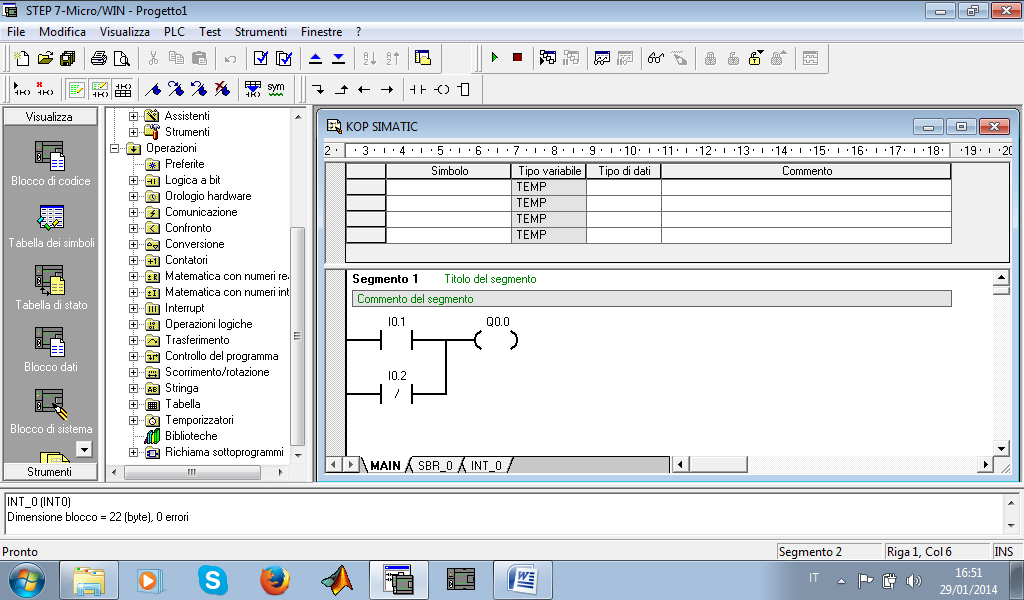 STEP 7-Micro/WIN - Progetto1
File Modifica Visualizza PLC Test Strumenti Finestre ?
sym
Visualizza
Blocco di codice
Tabella dei simboli
Tabella di stato
Blocco dati
Blocco di sistema
Strumenti
Assistenti
Strumenti
Operazioni
Preferite
Logica a bit
Orologio hardware
Comunicazione
Confronto
Conversione
Contatori
Matematica con numeri re
Matematica con numeri int
Interrupt
Operazioni logiche
Trasferimento
Controllo del programma
Scorrimento/rotazione
Stringa
Tabella
Temporizzatori
Biblioteche
Richiama sottoprogrammi
KOP SIMATIC
2 · 3 · 4 · 5 · 6 · 7 · 8 · 9 · 10 · 11 · 12 · 13 · 14 · 15 · 16 · 17 · 18 · 19 · 20
Simbolo Tipo variabile Tipo di dati Commento
TEMP
TEMP
TEMP
TEMP
Segmento 1 Titolo del segmento
Commento del segmento
I0.1 Q0.0
I0.2
/
MAIN SBR_0 INT_0
INT_0 (INT0)
Dimensione blocco = 22 (byte), 0 errori
Pronto Segmento 2 Riga 1, Col 6 INS
IT 16:51
29/01/2014